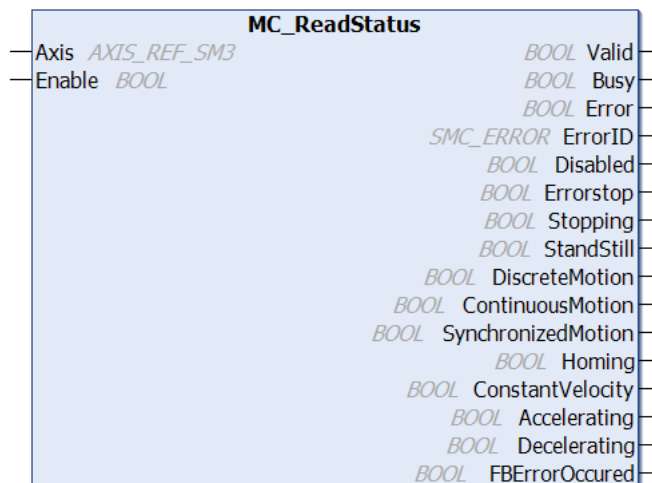 MC_ReadStatus
Axis AXIS_REF_SM3 BOOL Valid
Enable BOOL BOOL Busy
BOOL Error
SMC_ERROR ErrorID
BOOL Disabled
BOOL Errorstop
BOOL Stopping
BOOL StandStill
BOOL DiscreteMotion
BOOL ContinuousMotion
BOOL SynchronizedMotion
BOOL Homing
BOOL ConstantVelocity
BOOL Accelerating
BOOL Decelerating
BOOL FBErrorOccured